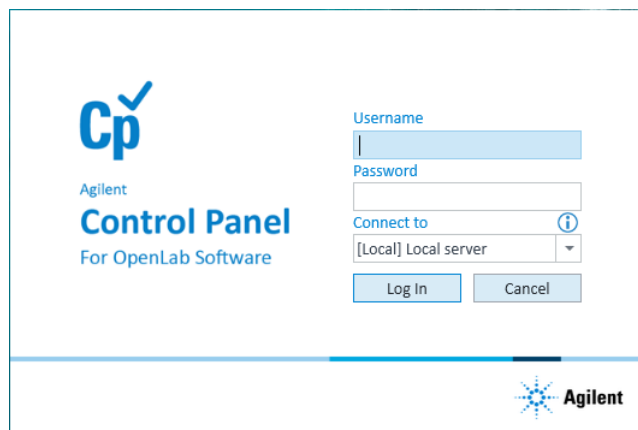 Cp
Agilent
Control Panel
For OpenLab Software
Username
Password
Connect to
[Local] Local server
Log In
Cancel
Agilent